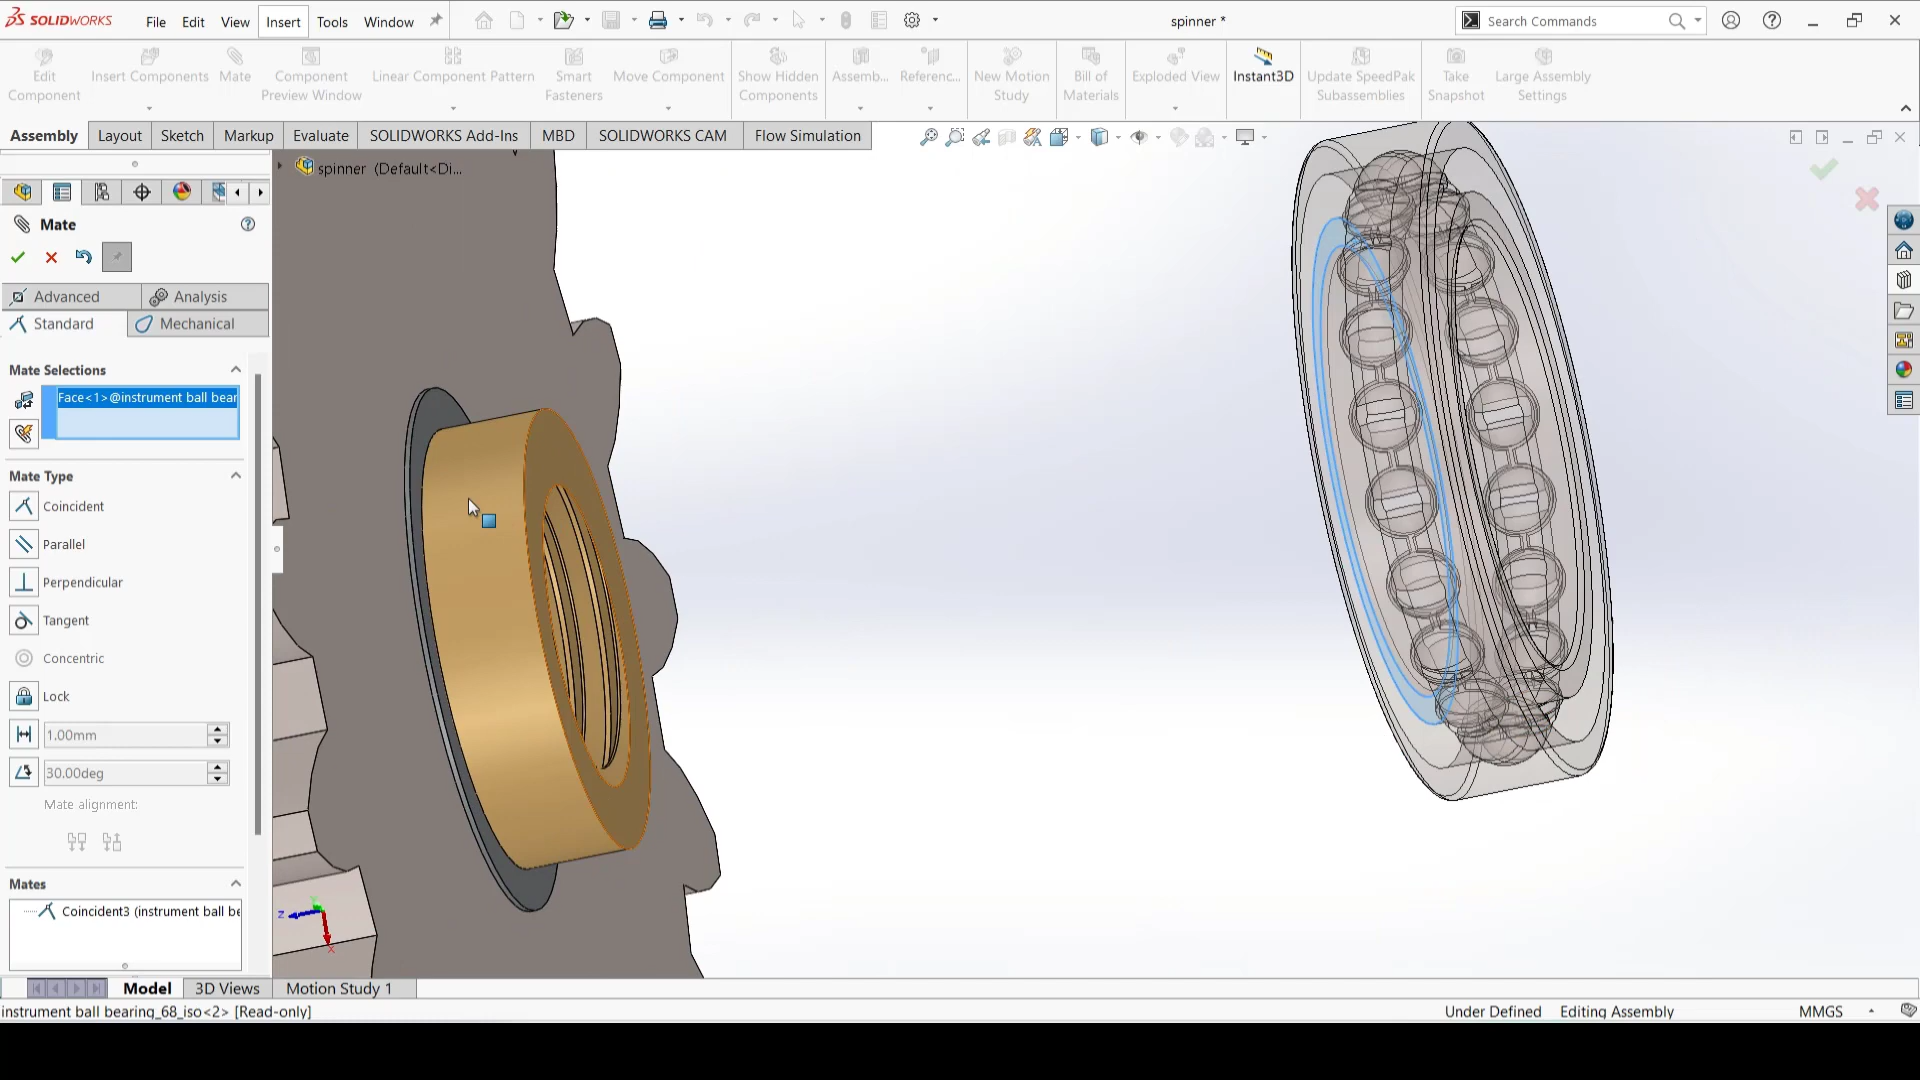 SOLIDWORKS
File
Edit
View
Insert
Tools
Window
spinner *
Search Commands
Edit Component
Insert Components
Mate
Component Preview Window
Linear Component Pattern
Smart Fasteners
Move Component
Show Hidden Components
Assemb...
Referenc...
New Motion Study
Bill of Materials
Exploded View
Instant3D
Update SpeedPak Subassemblies
Take Snapshot
Large Assembly Settings
Assembly
Layout
Sketch
Markup
Evaluate
SOLIDWORKS Add-Ins
MBD
SOLIDWORKS CAM
Flow Simulation
spinner (Default<Di...
Mate
Advanced
Analysis
Standard
Mechanical
Mate Selections
Face<1>@instrument ball bear
Mate Type
Coincident
Parallel
Perpendicular
Tangent
Concentric
Lock
1.00mm
30.00deg
Mate alignment:
Mates
Coincident3 (instrument ball be
Z
Y
X
Model
3D Views
Motion Study 1
instrument ball bearing_68_iso<2> [Read-only]
Under Defined
Editing Assembly
MMGS